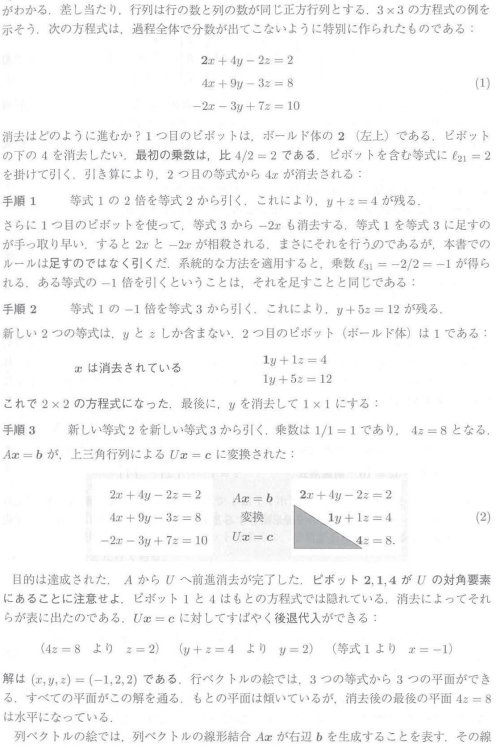 がわかる．差し当たり，行列は行の数と列の数が同じ正方行列とする．3×3 の方程式の例を
示そう．次の方程式は，過程全体で分数が出てこないように特別に作られたものである：
2x + 4y − 2z = 2
4x + 9y − 3z = 8 (1)
−2x − 3y + 7z = 10
消去はどのように進むか？1 つ目のピボットは，ボールド体の 2（左上）である．ピボット
の下の 4 を消去したい．最初の乗数は，比 4/2 = 2 である．ピボットを含む等式に ℓ21 = 2
を掛けて引く．引き算により，2 つ目の等式から 4x が消去される：
手順 1 等式 1 の 2 倍を等式 2 から引く．これにより，y + z = 4 が残る．
さらに 1 つ目のピボットを使って，等式 3 から −2x も消去する．等式 1 を等式 3 に足すの
が手っ取り早い．すると 2x と −2x が相殺される．まさにそれを行うのであるが，本書での
ルールは足すのではなく引くだ．系統的な方法を適用すると，乗数 ℓ31 = −2/2 = −1 が得ら
れる．ある等式の −1 倍を引くということは，それを足すことと同じである：
手順 2 等式 1 の −1 倍を等式 3 から引く．これにより，y + 5z = 12 が残る．
新しい 2 つの等式は，y と z しか含まない．2 つ目のピボット（ボールド体）は 1 である：
x は消去されている 1y + 1z = 4
1y + 5z = 12
これで 2×2 の方程式になった．最後に，y を消去して 1×1 にする：
手順 3 新しい等式 2 を新しい等式 3 から引く．乗数は 1/1 = 1 であり， 4z = 8 となる．
Ax = b が，上三角行列による Ux = c に変換された：
2x + 4y − 2z = 2 Ax = b 2x + 4y − 2z = 2
4x + 9y − 3z = 8 変換 1y + 1z = 4 (2)
−2x − 3y + 7z = 10 Ux = c 4z = 8.
目的は達成された． A から U へ前進消去が完了した．ピボット 2, 1, 4 が U の対角要素
にあることに注意せよ．ピボット 1 と 4 はもとの方程式では隠れている．消去によってそれ
らが表に出たのである．Ux = c に対してすばやく後退代入ができる：
（4z = 8 より z = 2）（y + z = 4 より y = 2）（等式 1 より x = −1）
解は (x, y, z) = (−1, 2, 2) である．行ベクトルの絵では，3 つの等式から 3 つの平面ができ
る．すべての平面がこの解を通る．もとの平面は傾いているが，消去後の最後の平面 4z = 8
は水平になっている．
列ベクトルの絵では，列ベクトルの線形結合 Ax が右辺 b を生成することを表す．その線